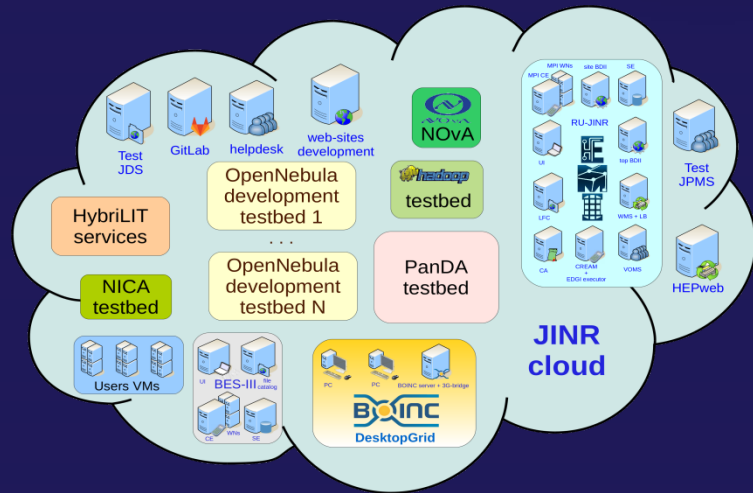 Test
JDS
GitLab
helpdesk
web-sites
development
NOvA
NOvA
MPI WNs
MPI CE
site BDII
SE
RU-JINR
UI
top BDII
LFC
WMS + LB
CA
CREAM
+
EDGI executor
VOMS
Test
JPMS
HEPweb
HybriLIT
services
OpenNebula
development
testbed 1
. . .
OpenNebula
development
testbed N
hadoop
testbed
PanDA
testbed
NICA
testbed
Users VMs
UI
BES-III
file
catalog
CE
WNs
SE
PC
PC
BOINC server + 3G-bridge
BOINC
DesktopGrid
JINR
cloud